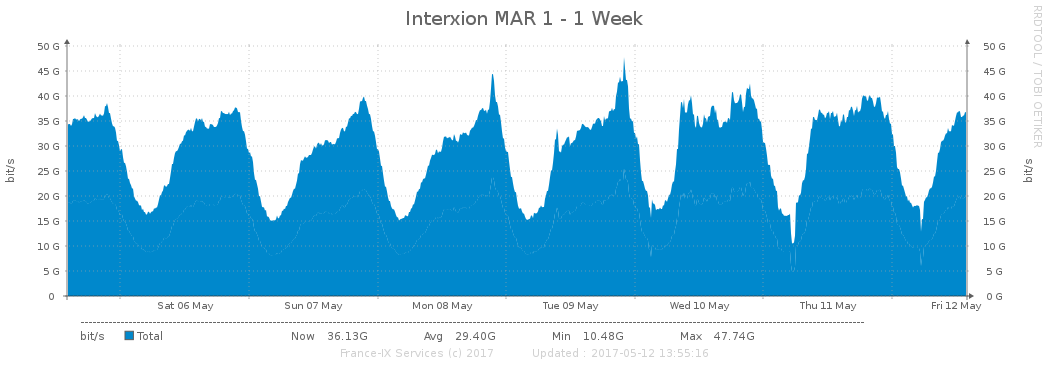 Interxion MAR 1 - 1 Week
RRDTOOL / TOBI OETIKER
50 G 50 G
45 G 45 G
40 G 40 G
35 G 35 G
30 G 30 G
25 G 25 G
20 G 20 G
15 G 15 G
10 G 10 G
5 G 5 G
0 0 G
bit/s
bit/s
Sat 06 May Sun 07 May Mon 08 May Tue 09 May Wed 10 May Thu 11 May Fri 12 May
bit/s Total Now 36.13G Avg 29.40G Min 10.48G Max 47.74G
France-IX Services (c) 2017 Updated : 2017-05-12 13:55:16